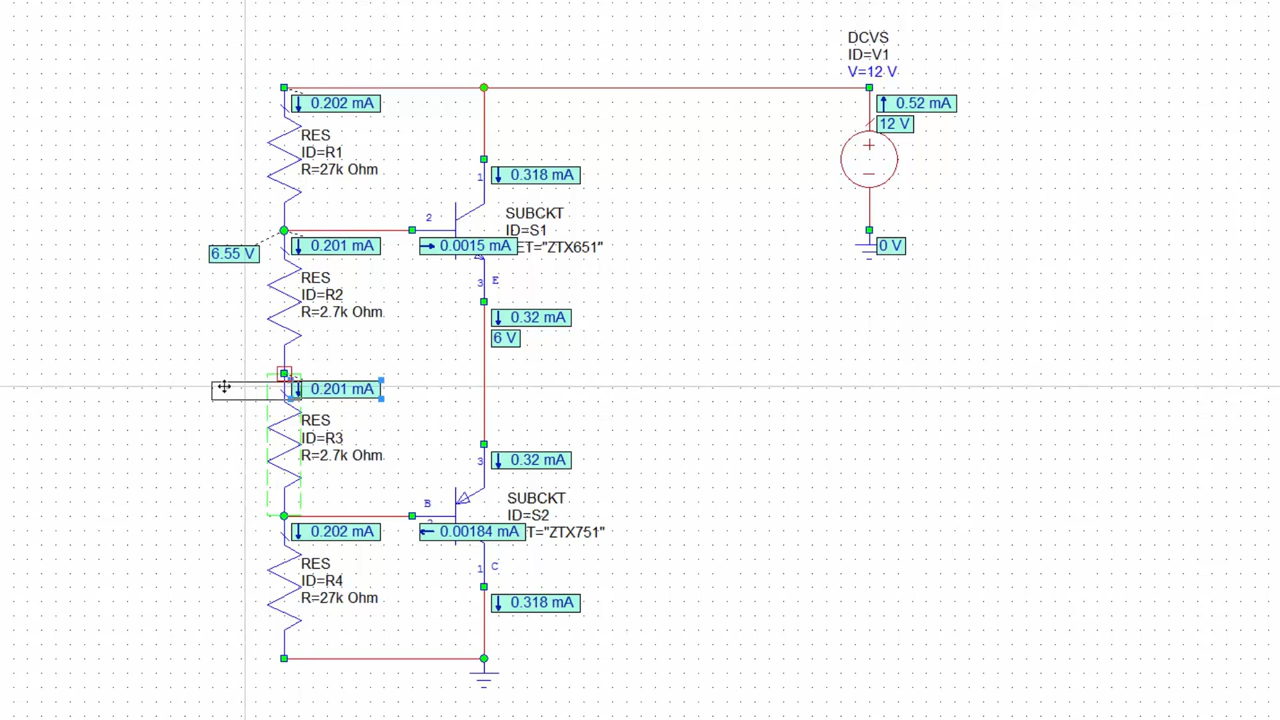 DCVS
ID=V1
V=12 V
0.202 mA
0.52 mA
12 V
RES
ID=R1
R=27k Ohm
0.318 mA
1
2
SUBCKT
ID=S1
ET="ZTX651"
6.55 V
0.201 mA
0.0015 mA
0 V
RES
ID=R2
R=2.7k Ohm
3
E
0.32 mA
6 V
0.201 mA
RES
ID=R3
R=2.7k Ohm
3
0.32 mA
B
SUBCKT
ID=S2
T="ZTX751"
0.202 mA
0.00184 mA
RES
ID=R4
R=27k Ohm
1
C
0.318 mA